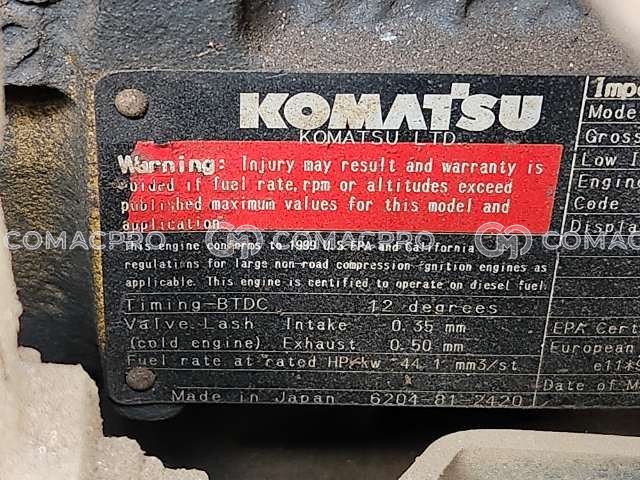 KOMATSU
KOMATSU LTD
Warning: Injury may result and warranty is
voided if fuel rate,rpm or altitudes exceed
published maximum values for this model and
application.
This engine conforms to 1999 U.S EPA and California
regulations for large non-road compression ignition engines as
applicable. This engine is certified to operate on diesel fuel
Timing-BTDC 12 degrees
Valve Lash Intake 0.35 mm
(cold engine) Exhaust 0.50 mm
Fuel rate at rated HP/kw 44.1 mm3/st
Made in Japan 6204-81-2420
Impo
Mode
Gross
Low
Engin
Code
Displa
EPA Cert
European
e11*9
Date of M
COMACPRO
COMACPRO
COMACPRO